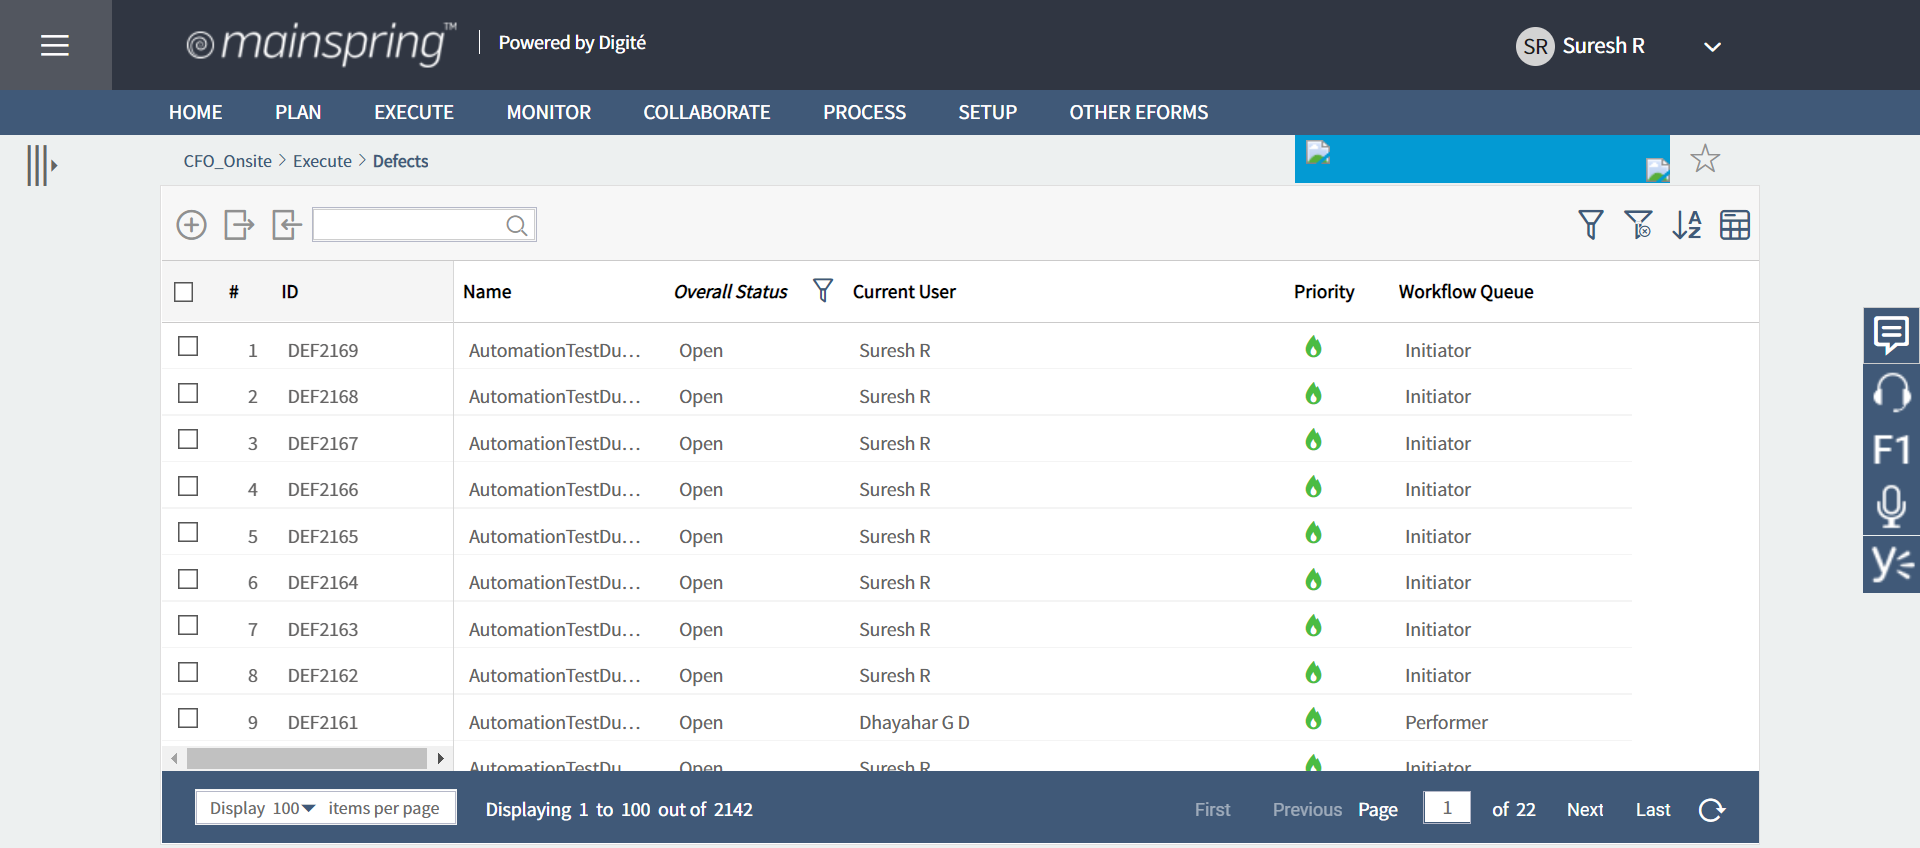 mainspring™ Powered by Digité
SR Suresh R
HOME PLAN EXECUTE MONITOR COLLABORATE PROCESS SETUP OTHER EFORMS
CFO_Onsite > Execute > Defects
# ID Name Overall Status Current User Priority Workflow Queue
1 DEF2169 AutomationTestDu... Open Suresh R Initiator
2 DEF2168 AutomationTestDu... Open Suresh R Initiator
3 DEF2167 AutomationTestDu... Open Suresh R Initiator
4 DEF2166 AutomationTestDu... Open Suresh R Initiator
5 DEF2165 AutomationTestDu... Open Suresh R Initiator
6 DEF2164 AutomationTestDu... Open Suresh R Initiator
7 DEF2163 AutomationTestDu... Open Suresh R Initiator
8 DEF2162 AutomationTestDu... Open Suresh R Initiator
9 DEF2161 AutomationTestDu... Open Dhayahar G D Performer
AutomationTestDu... Open Suresh R Initiator
Display 100 items per page Displaying 1 to 100 out of 2142 First Previous Page 1 of 22 Next Last
A
Z
F1